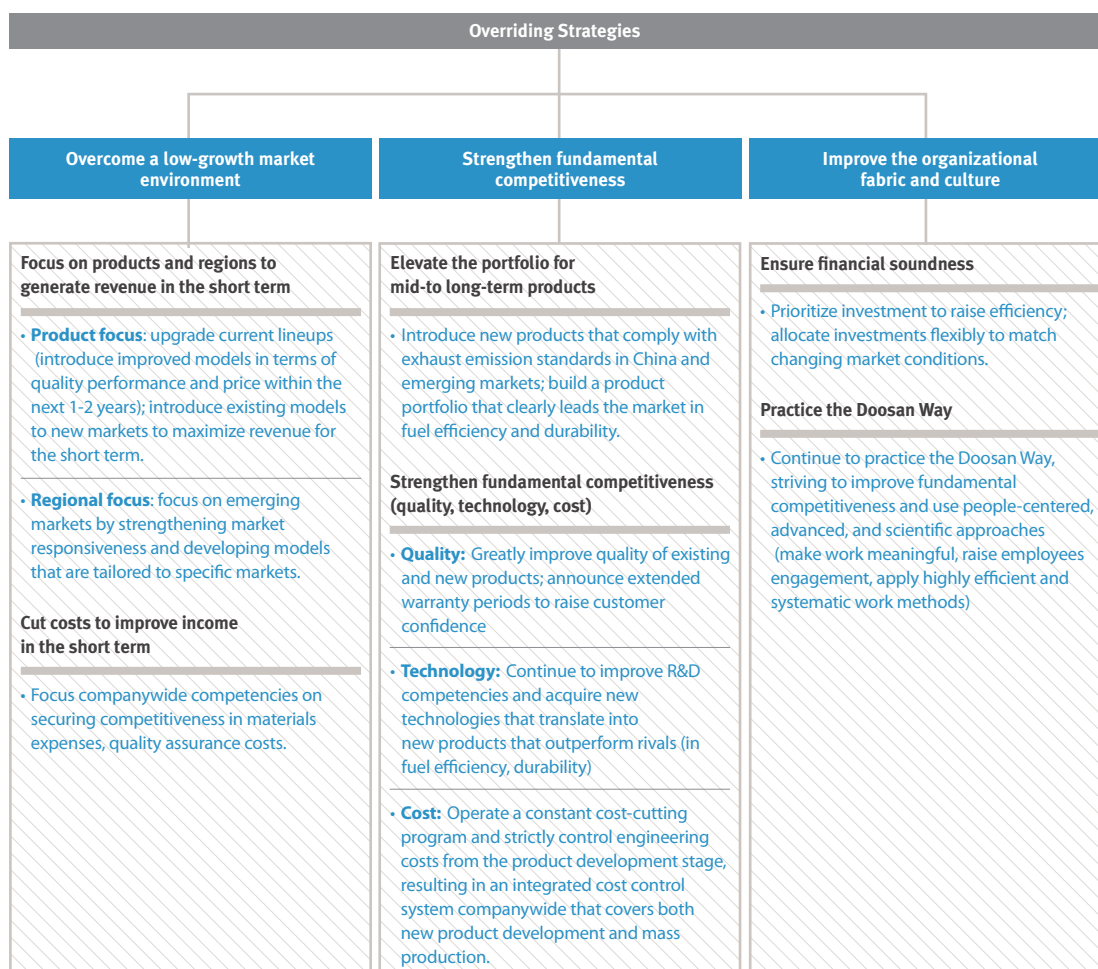 Overriding Strategies
Overcome a low-growth market
environment
Focus on products and regions to
generate revenue in the short term
• Product focus: upgrade current lineups
(introduce improved models in terms of
quality performance and price within the
next 1-2 years); introduce existing models
to new markets to maximize revenue for
the short term.
• Regional focus: focus on emerging
markets by strengthening market
responsiveness and developing models
that are tailored to specific markets.
Cut costs to improve income
in the short term
• Focus companywide competencies on
securing competitiveness in materials
expenses, quality assurance costs.
Strengthen fundamental
competitiveness
Elevate the portfolio for
mid-to long-term products
• Introduce new products that comply with
exhaust emission standards in China and
emerging markets; build a product
portfolio that clearly leads the market in
fuel efficiency and durability.
Strengthen fundamental competitiveness
(quality, technology, cost)
• Quality: Greatly improve quality of existing
and new products; announce extended
warranty periods to raise customer
confidence
• Technology: Continue to improve R&D
competencies and acquire new
technologies that translate into
new products that outperform rivals (in
fuel efficiency, durability)
• Cost: Operate a constant cost-cutting
program and strictly control engineering
costs from the product development stage,
resulting in an integrated cost control
system companywide that covers both
new product development and mass
production.
Improve the organizational
fabric and culture
Ensure financial soundness
• Prioritize investment to raise efficiency;
allocate investments flexibly to match
changing market conditions.
Practice the Doosan Way
• Continue to practice the Doosan Way,
striving to improve fundamental
competitiveness and use people-centered,
advanced, and scientific approaches
(make work meaningful, raise employees
engagement, apply highly efficient and
systematic work methods)